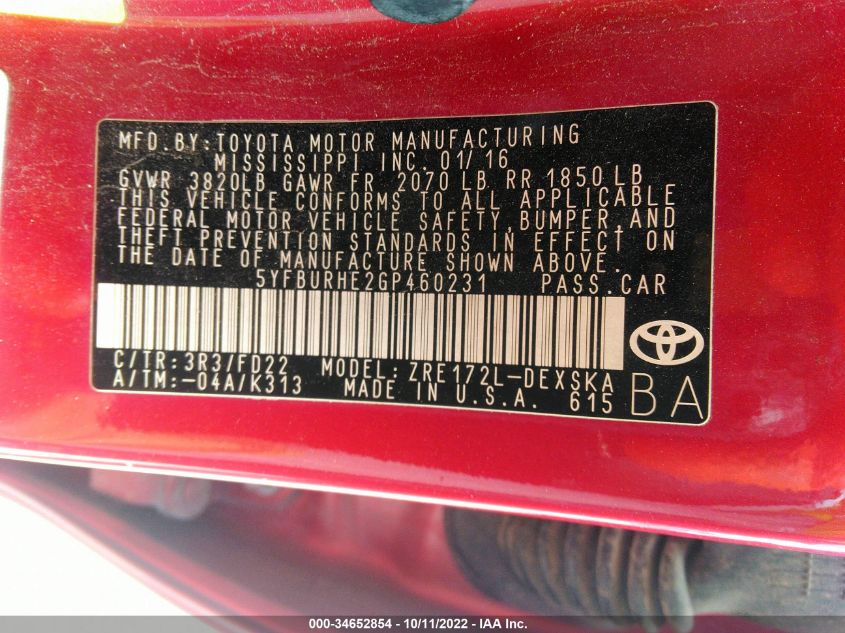 MFD.BY:TOYOTA MOTOR MANUFACTURING
MISSISSIPPI INC. 01/16
GVWR 3820LB GAWR FR 2070 LB RR 1850 LB
THIS VEHICLE CONFORMS TO ALL APPLICABLE
FEDERAL MOTOR VEHICLE SAFETY,BUMPER,AND
THEFT PREVENTION STANDARDS IN EFFECT ON
THE DATE OF MANUFACTURE SHOWN ABOVE.
5YFBURHE2GP460231 PASS.CAR
C/TR:3R3/FD22 MODEL:ZRE172L-DEXSKA
A/TM:-04A/K313 MADE IN U.S.A. 615 BA
000-34652854 - 10/11/2022 - IAA Inc.